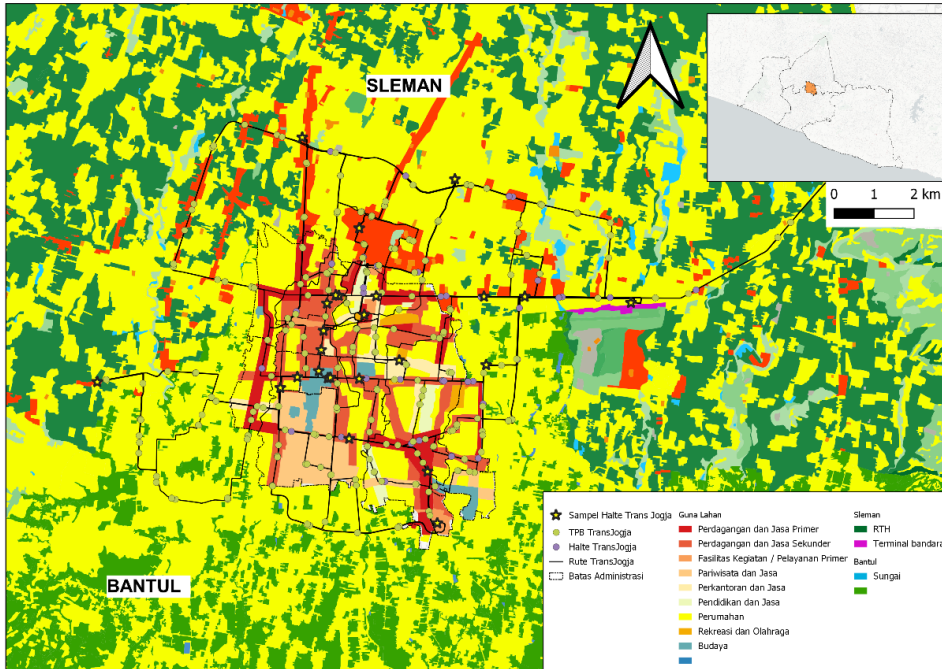 SLEMAN
0 1 2 km
BANTUL
Sampel Halte Trans Jogja
TPB TransJogja
Halte TransJogja
Rute TransJogja
Batas Administrasi
Guna Lahan
Perdagangan dan Jasa Primer
Perdagangan dan Jasa Sekunder
Fasilitas Kegiatan / Pelayanan Primer
Pariwisata dan Jasa
Perkantoran dan Jasa
Pendidikan dan Jasa
Perumahan
Rekreasi dan Olahraga
Budaya
Sleman
RTH
Terminal bandara
Bantul
Sungai